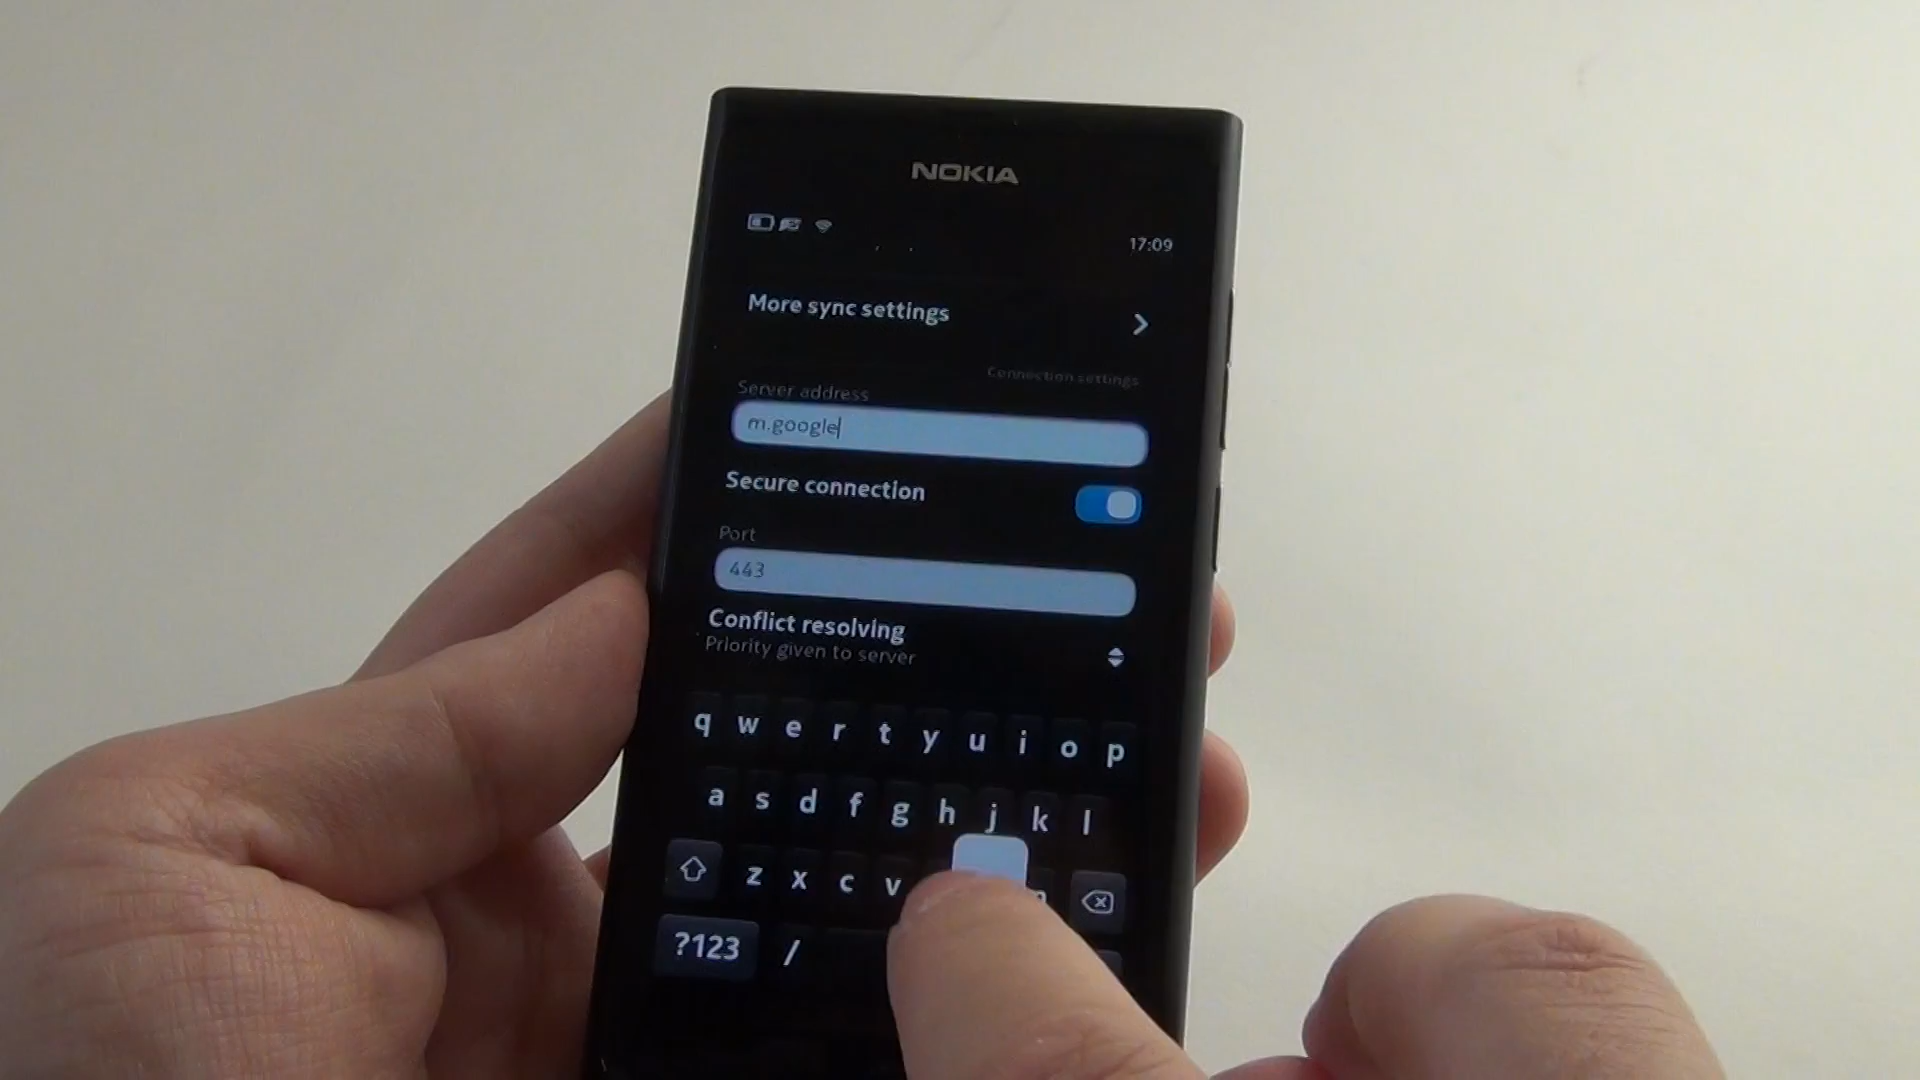 NOKIA
17:09
More sync settings
Connection settings
Server address
m.google
Secure connection
Port
443
Conflict resolving
Priority given to server
q w e r t y u i o p
a s d f g h j k l
z x c v
?123 /